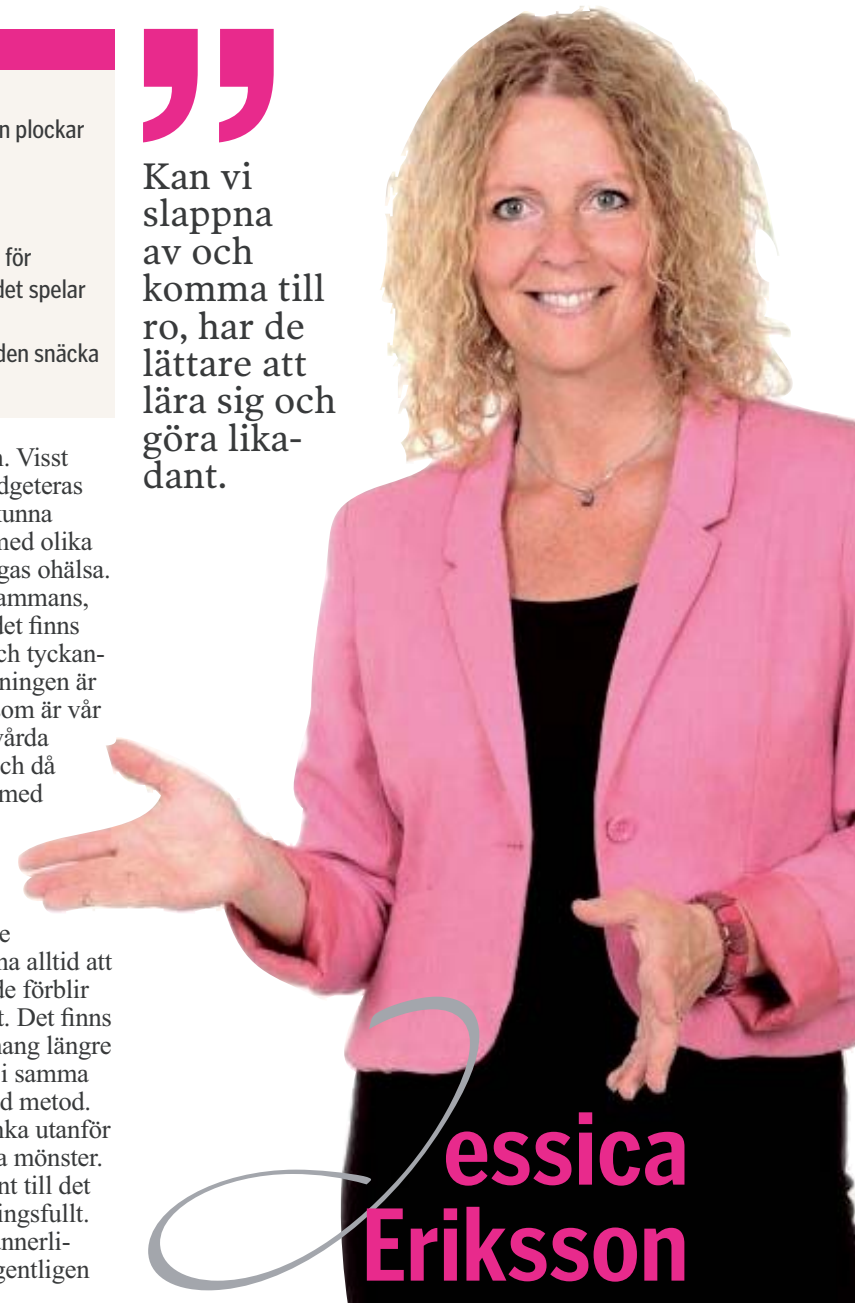 n plockar
för
det spelar
den snäcka
Kan vi
slappna
av och
komma till
ro, har de
lättare att
lära sig och
göra lika-
dant.
n. Visst
dgeteras
kunna
med olika
gas ohälsa.
ammans,
det finns
ch tyckan-
ningen är
som är vår
vårda
ch då
med
e
na alltid att
de förblir
t. Det finns
nang längre
i samma
d metod.
nka utanför
a mönster.
nt till det
ingsfullt.
annerli-
gentligen
Jessica
Eriksson